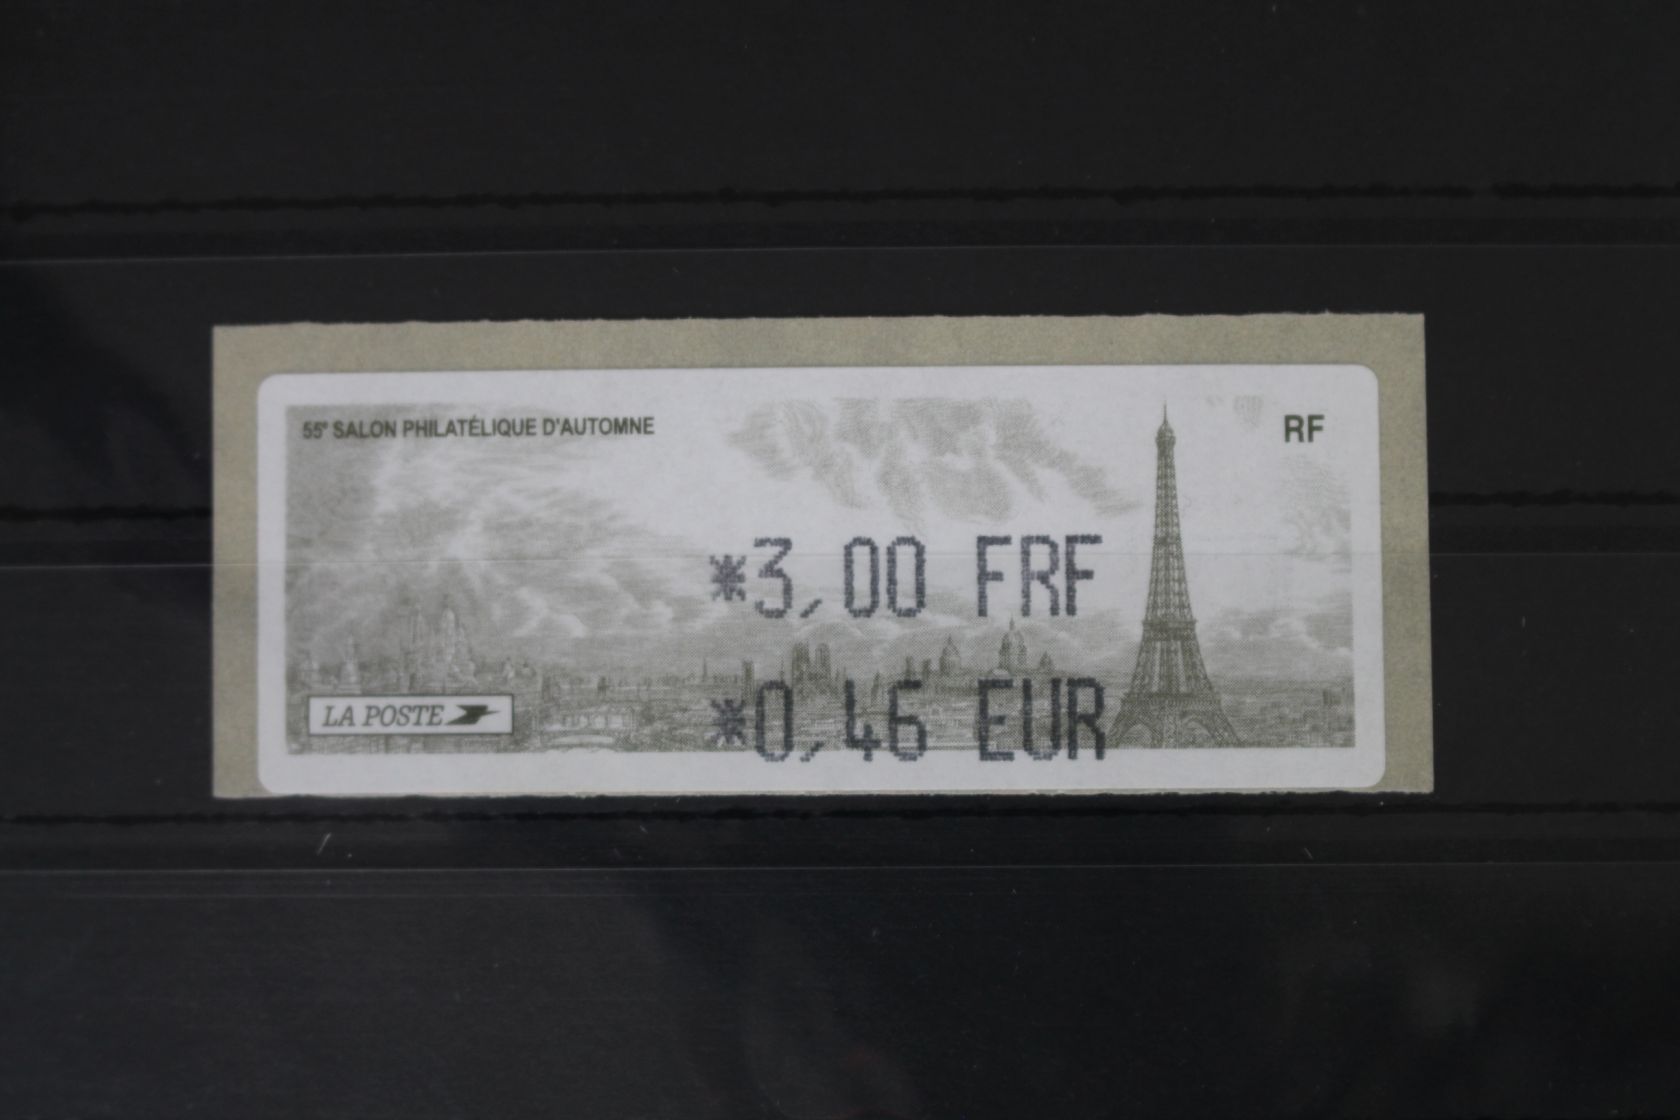 55e SALON PHILATÉLIQUE D'AUTOMNE
RF
*3,00 FRF
*0,46 EUR
LA POSTE